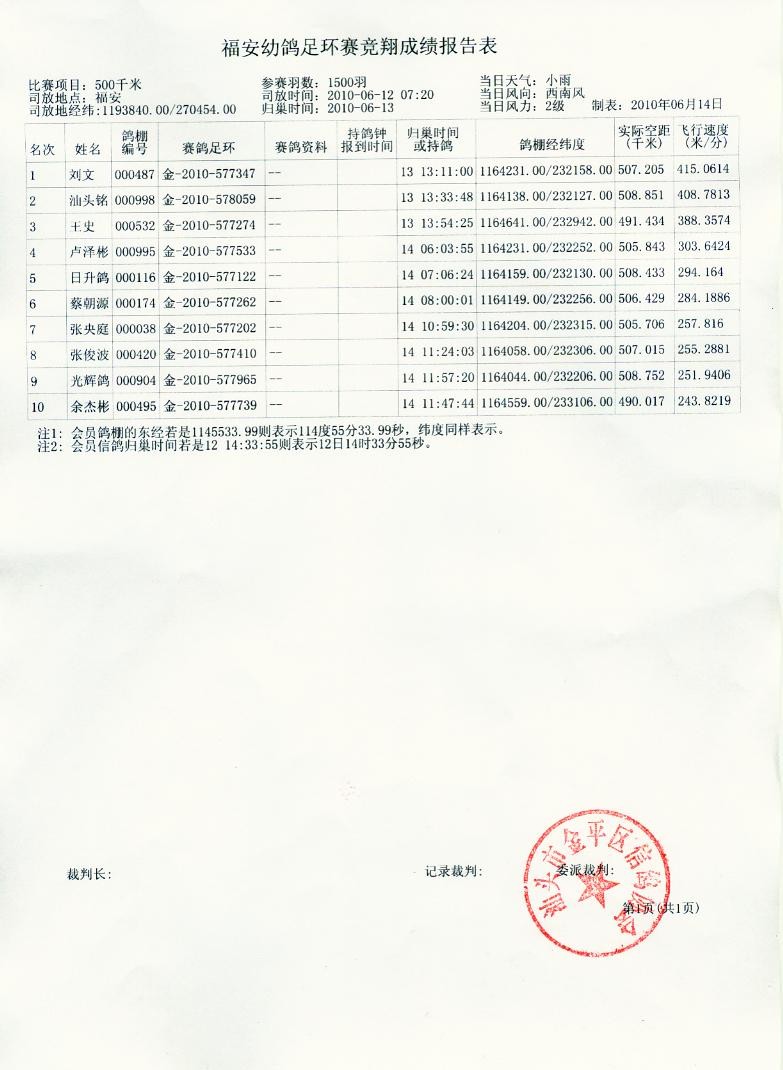 福安幼鸽足环赛竞翔成绩报告表
比赛项目: 500千米 参赛羽数: 1500羽 当日天气: 小雨
司放地点: 福安 司放时间: 2010-06-12 07:20 当日风向: 西南风
司放地经纬:1193840.00/270454.00 归巢时间: 2010-06-13 当日风力: 2级 制表: 2010年06月14日
名次 姓名 鸽棚编号 赛鸽足环 赛鸽资料 持鸽钟报到时间 归巢时间或持鸽 鸽棚经纬度 实际空距(千米) 飞行速度(米/分)
1 刘文 000487 金-2010-577347 -- 13 13:11:00 1164231.00/232158.00 507.205 415.0614
2 汕头铭 000998 金-2010-578059 -- 13 13:33:48 1164138.00/232127.00 508.851 408.7813
3 王史 000532 金-2010-577274 -- 13 13:54:25 1164641.00/232942.00 491.434 388.3574
4 卢泽彬 000995 金-2010-577533 -- 14 06:03:55 1164231.00/232252.00 505.843 303.6424
5 日升鸽 000116 金-2010-577122 -- 14 07:06:24 1164159.00/232130.00 508.433 294.164
6 蔡朝源 000174 金-2010-577262 -- 14 08:00:01 1164149.00/232256.00 506.429 284.1886
7 张央庭 000038 金-2010-577202 -- 14 10:59:30 1164204.00/232315.00 505.706 257.816
8 张俊波 000420 金-2010-577410 -- 14 11:24:03 1164058.00/232306.00 507.015 255.2881
9 光辉鸽 000904 金-2010-577965 -- 14 11:57:20 1164044.00/232206.00 508.752 251.9406
10 余杰彬 000495 金-2010-577739 -- 14 11:47:44 1164559.00/233106.00 490.017 243.8219
注1: 会员鸽棚的东经若是1145533.99则表示114度55分33.99秒，纬度同样表示。
注2: 会员信鸽归巢时间若是12 14:33:55则表示12日14时33分55秒。
裁判长: 记录裁判: 委派裁判:
汕头市金平区信鸽协会
第1页(共1页)